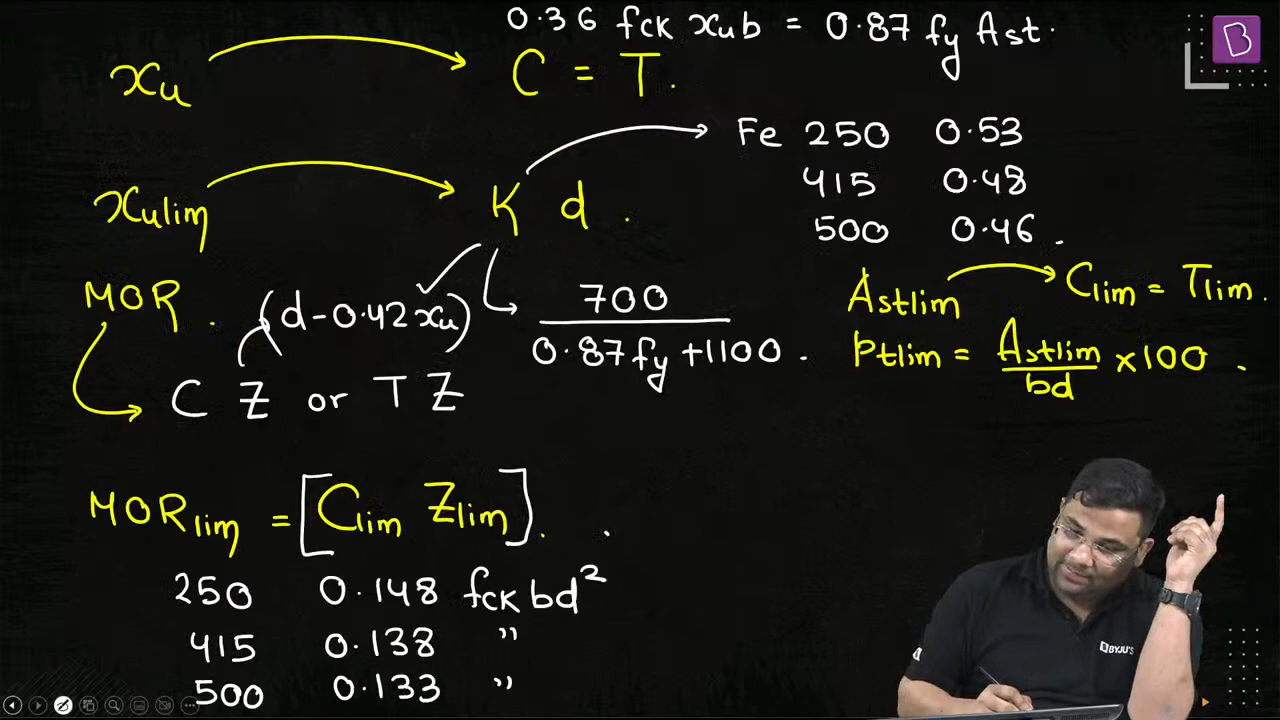 0.36 fck xub = 0.87 fy Ast.
xu → C = T.
xulim → K d.
Fe 250 0.53
415 0.48
500 0.46.
700 / 0.87 fy + 1100.
MOR.
(d - 0.42 xu)
C Z or T Z
Astlim → Clim = Tlim.
Ptlim = Astlim / bd × 100.
MORlim = [Clim Zlim].
250 0.148 fck bd²
415 0.138 "
500 0.133 "
B
BYJU'S